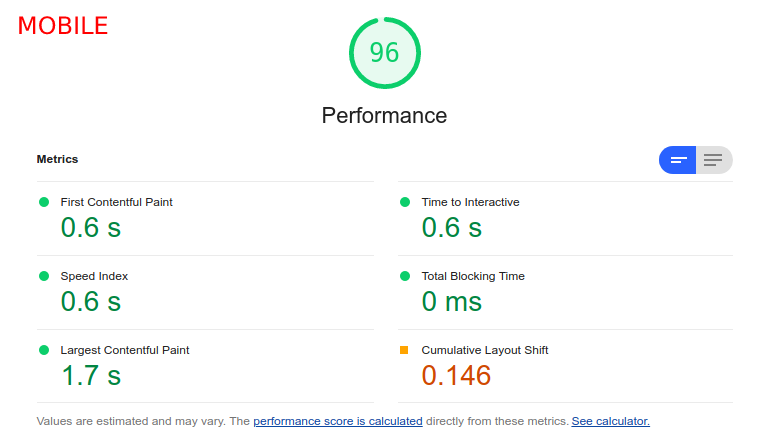 MOBILE
96
Performance
Metrics
First Contentful Paint
0.6 s
Time to Interactive
0.6 s
Speed Index
0.6 s
Total Blocking Time
0 ms
Largest Contentful Paint
1.7 s
Cumulative Layout Shift
0.146
Values are estimated and may vary. The performance score is calculated directly from these metrics. See calculator.